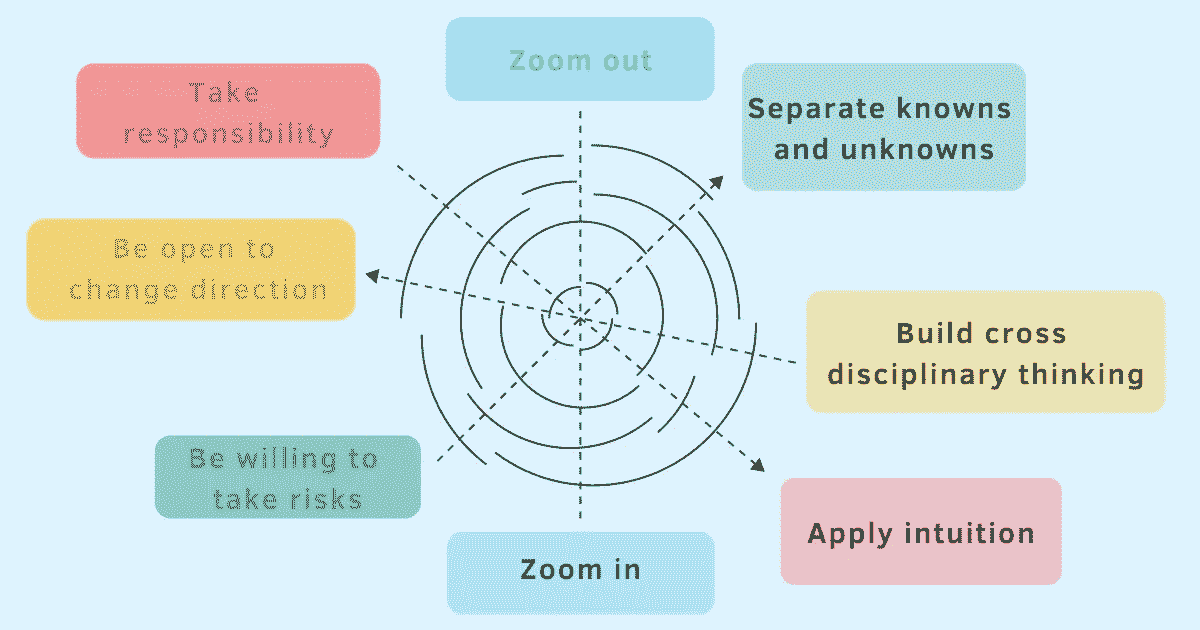 Zoom out
Take
responsibility
Separate knowns
and unknowns
Be open to
change direction
Build cross
disciplinary thinking
Be willing to
take risks
Apply intuition
Zoom in